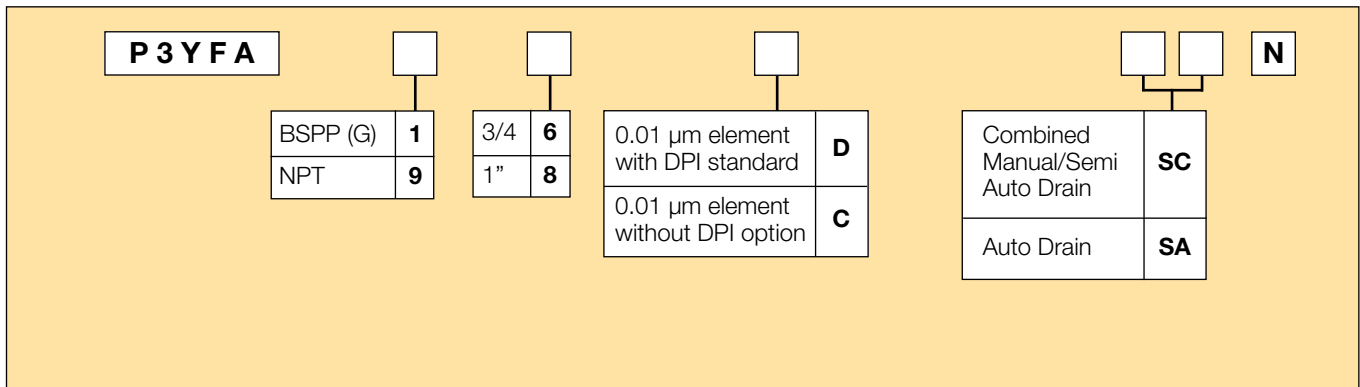 P3YFA N
BSPP (G) 1
NPT 9
3/4 6
1” 8
0.01 µm element
with DPI standard D
0.01 µm element
without DPI option C
Combined
Manual/Semi SC
Auto Drain
Auto Drain SA